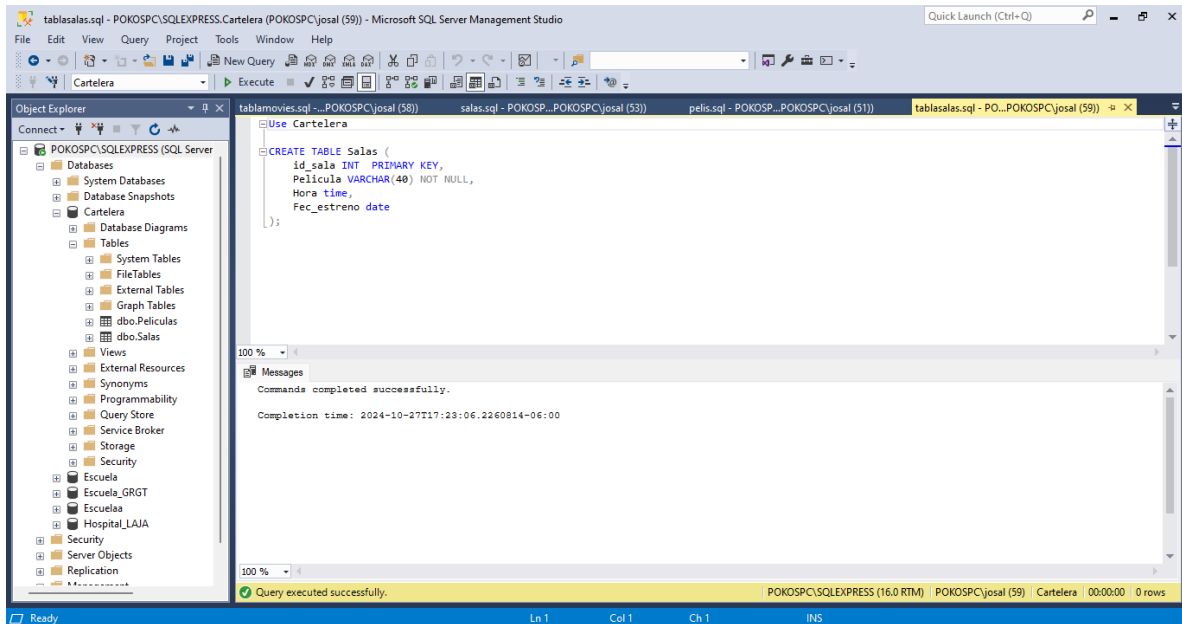 tablasalas.sql - POKOSPC\SQLEXPRESS.Cartelera (POKOSPC\josal (59)) - Microsoft SQL Server Management Studio
Quick Launch (Ctrl+Q)
File Edit View Query Project Tools Window Help
New Query
Cartelera
Execute
Object Explorer
Connect
POKOSPC\SQLEXPRESS (SQL Server
Databases
System Databases
Database Snapshots
Cartelera
Database Diagrams
Tables
System Tables
FileTables
External Tables
Graph Tables
dbo.Peliculas
dbo.Salas
Views
External Resources
Synonyms
Programmability
Query Store
Service Broker
Storage
Security
Escuela
Escuela_GRGT
Escuelaa
Hospital_LAJA
Security
Server Objects
Replication
Management
tablamovies.sql -...POKOSPC\josal (58))
salas.sql - POKOSP...POKOSPC\josal (53))
pelis.sql - POKOSP...POKOSPC\josal (51))
tablasalas.sql - PO...POKOSPC\josal (59))
Use Cartelera
CREATE TABLE Salas (
id_sala INT  PRIMARY KEY,
Pelicula VARCHAR(40) NOT NULL,
Hora time,
Fec_estreno date
);
100 %
Messages
Commands completed successfully.
Completion time: 2024-10-27T17:23:06.2260814-06:00
100 %
Query executed successfully.
POKOSPC\SQLEXPRESS (16.0 RTM)
POKOSPC\josal (59)
Cartelera
00:00:00
0 rows
Ready
Ln 1
Col 1
Ch 1
INS